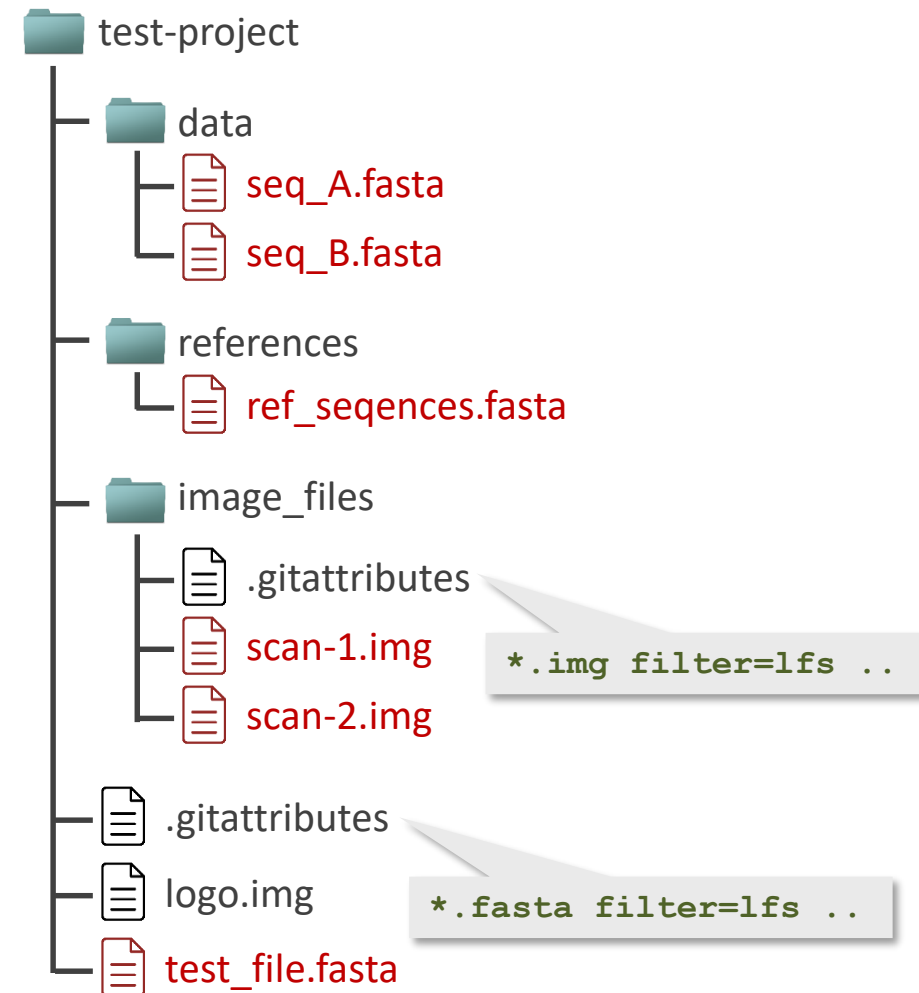 test-project
data
seq_A.fasta
seq_B.fasta
references
ref_seqences.fasta
image_files
.gitattributes
scan-1.img
*.img filter=lfs ..
scan-2.img
.gitattributes
logo.img
*.fasta filter=lfs ..
test_file.fasta